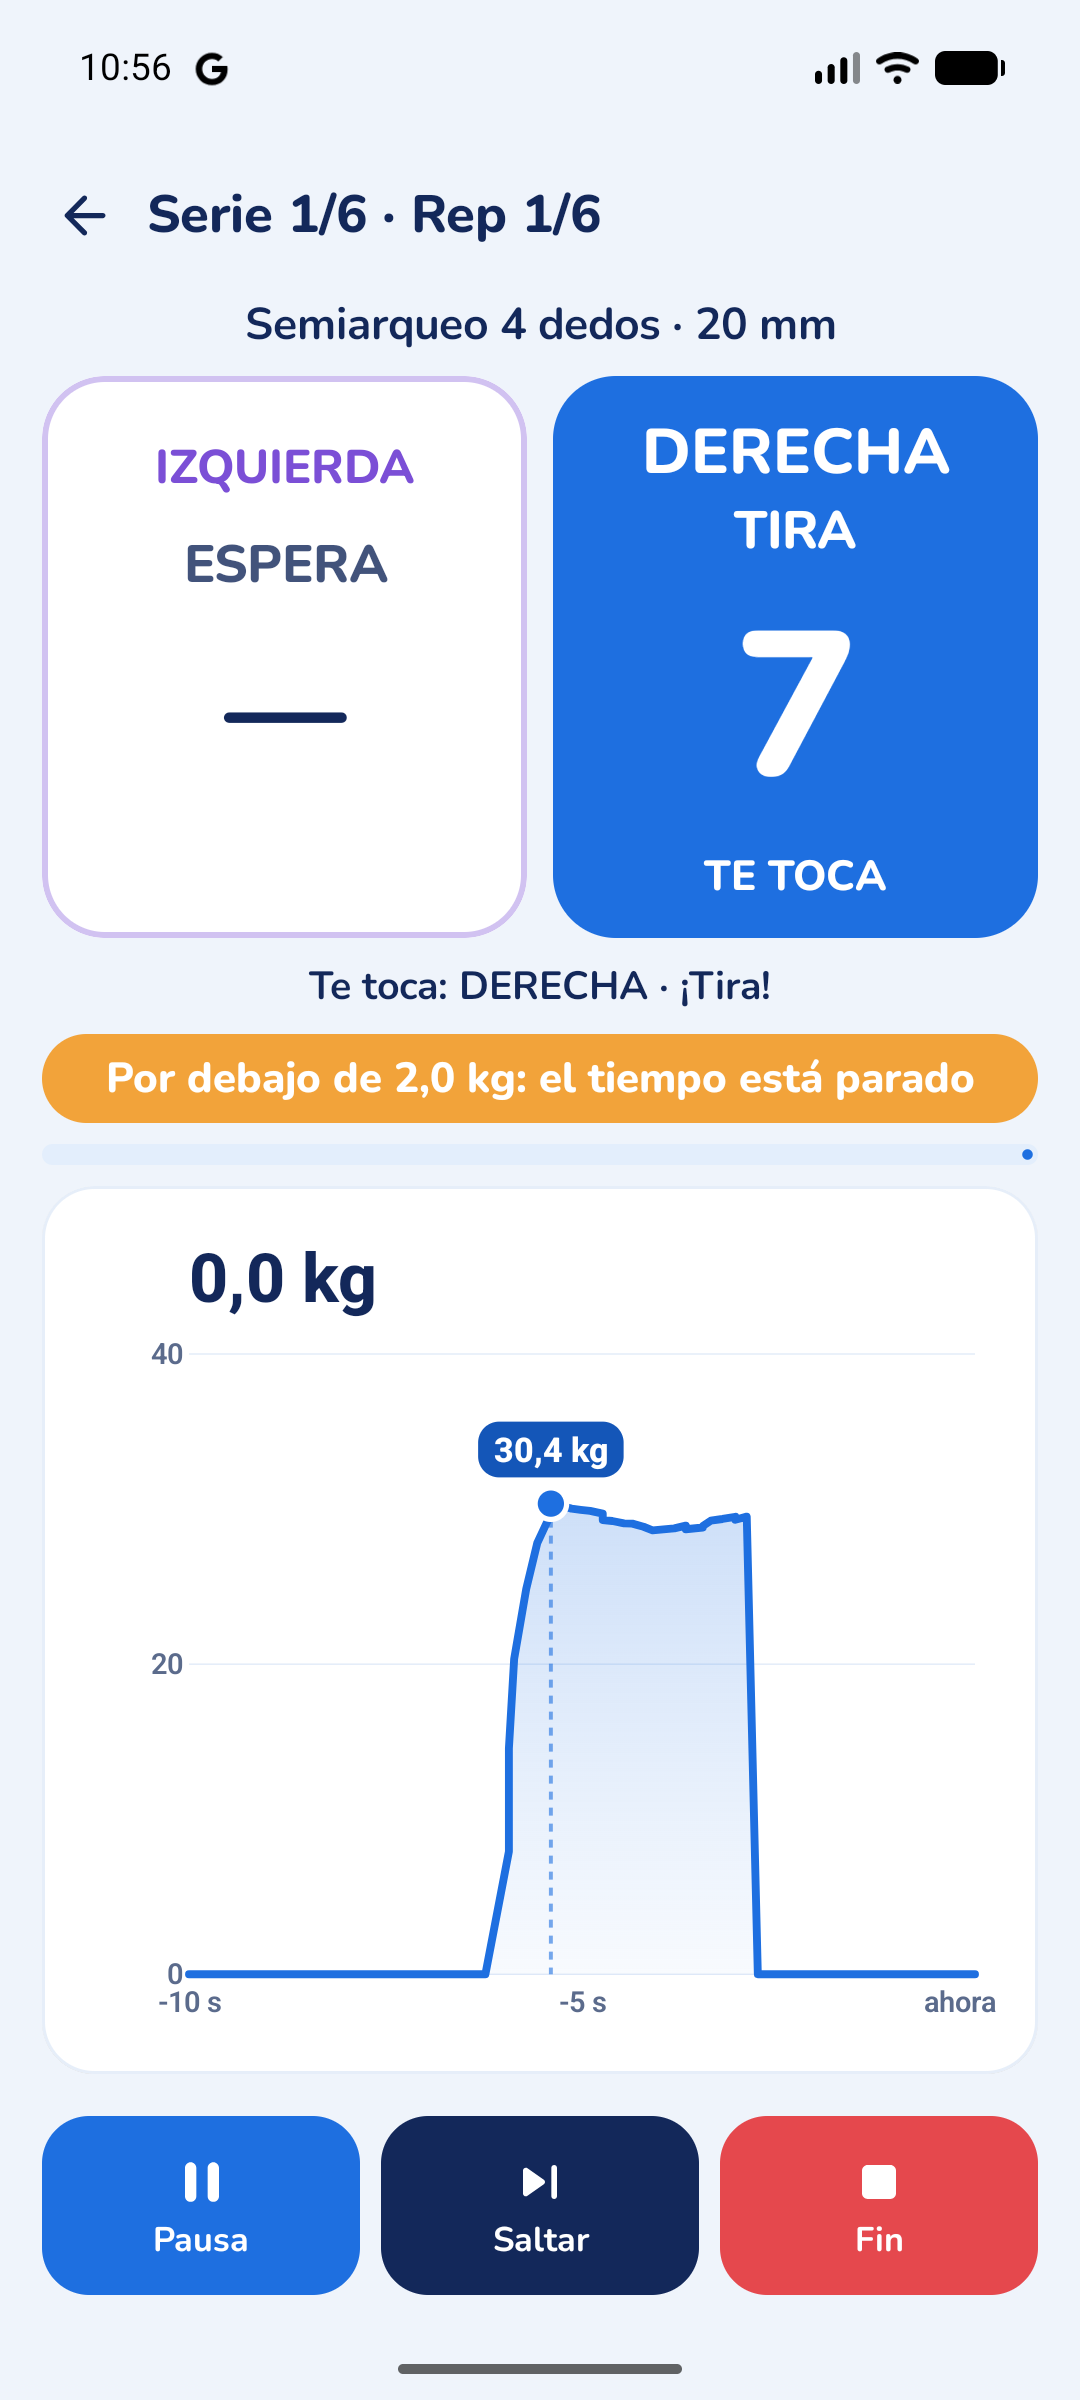 10:56
Serie 1/6 · Rep 1/6
Semiarqueo 4 dedos · 20 mm
IZQUIERDA
ESPERA
—
DERECHA
TIRA
7
TE TOCA
Te toca: DERECHA · ¡Tira!
Por debajo de 2,0 kg: el tiempo está parado
0,0 kg
40
30,4 kg
20
0
-10 s
-5 s
ahora
Pausa
Saltar
Fin